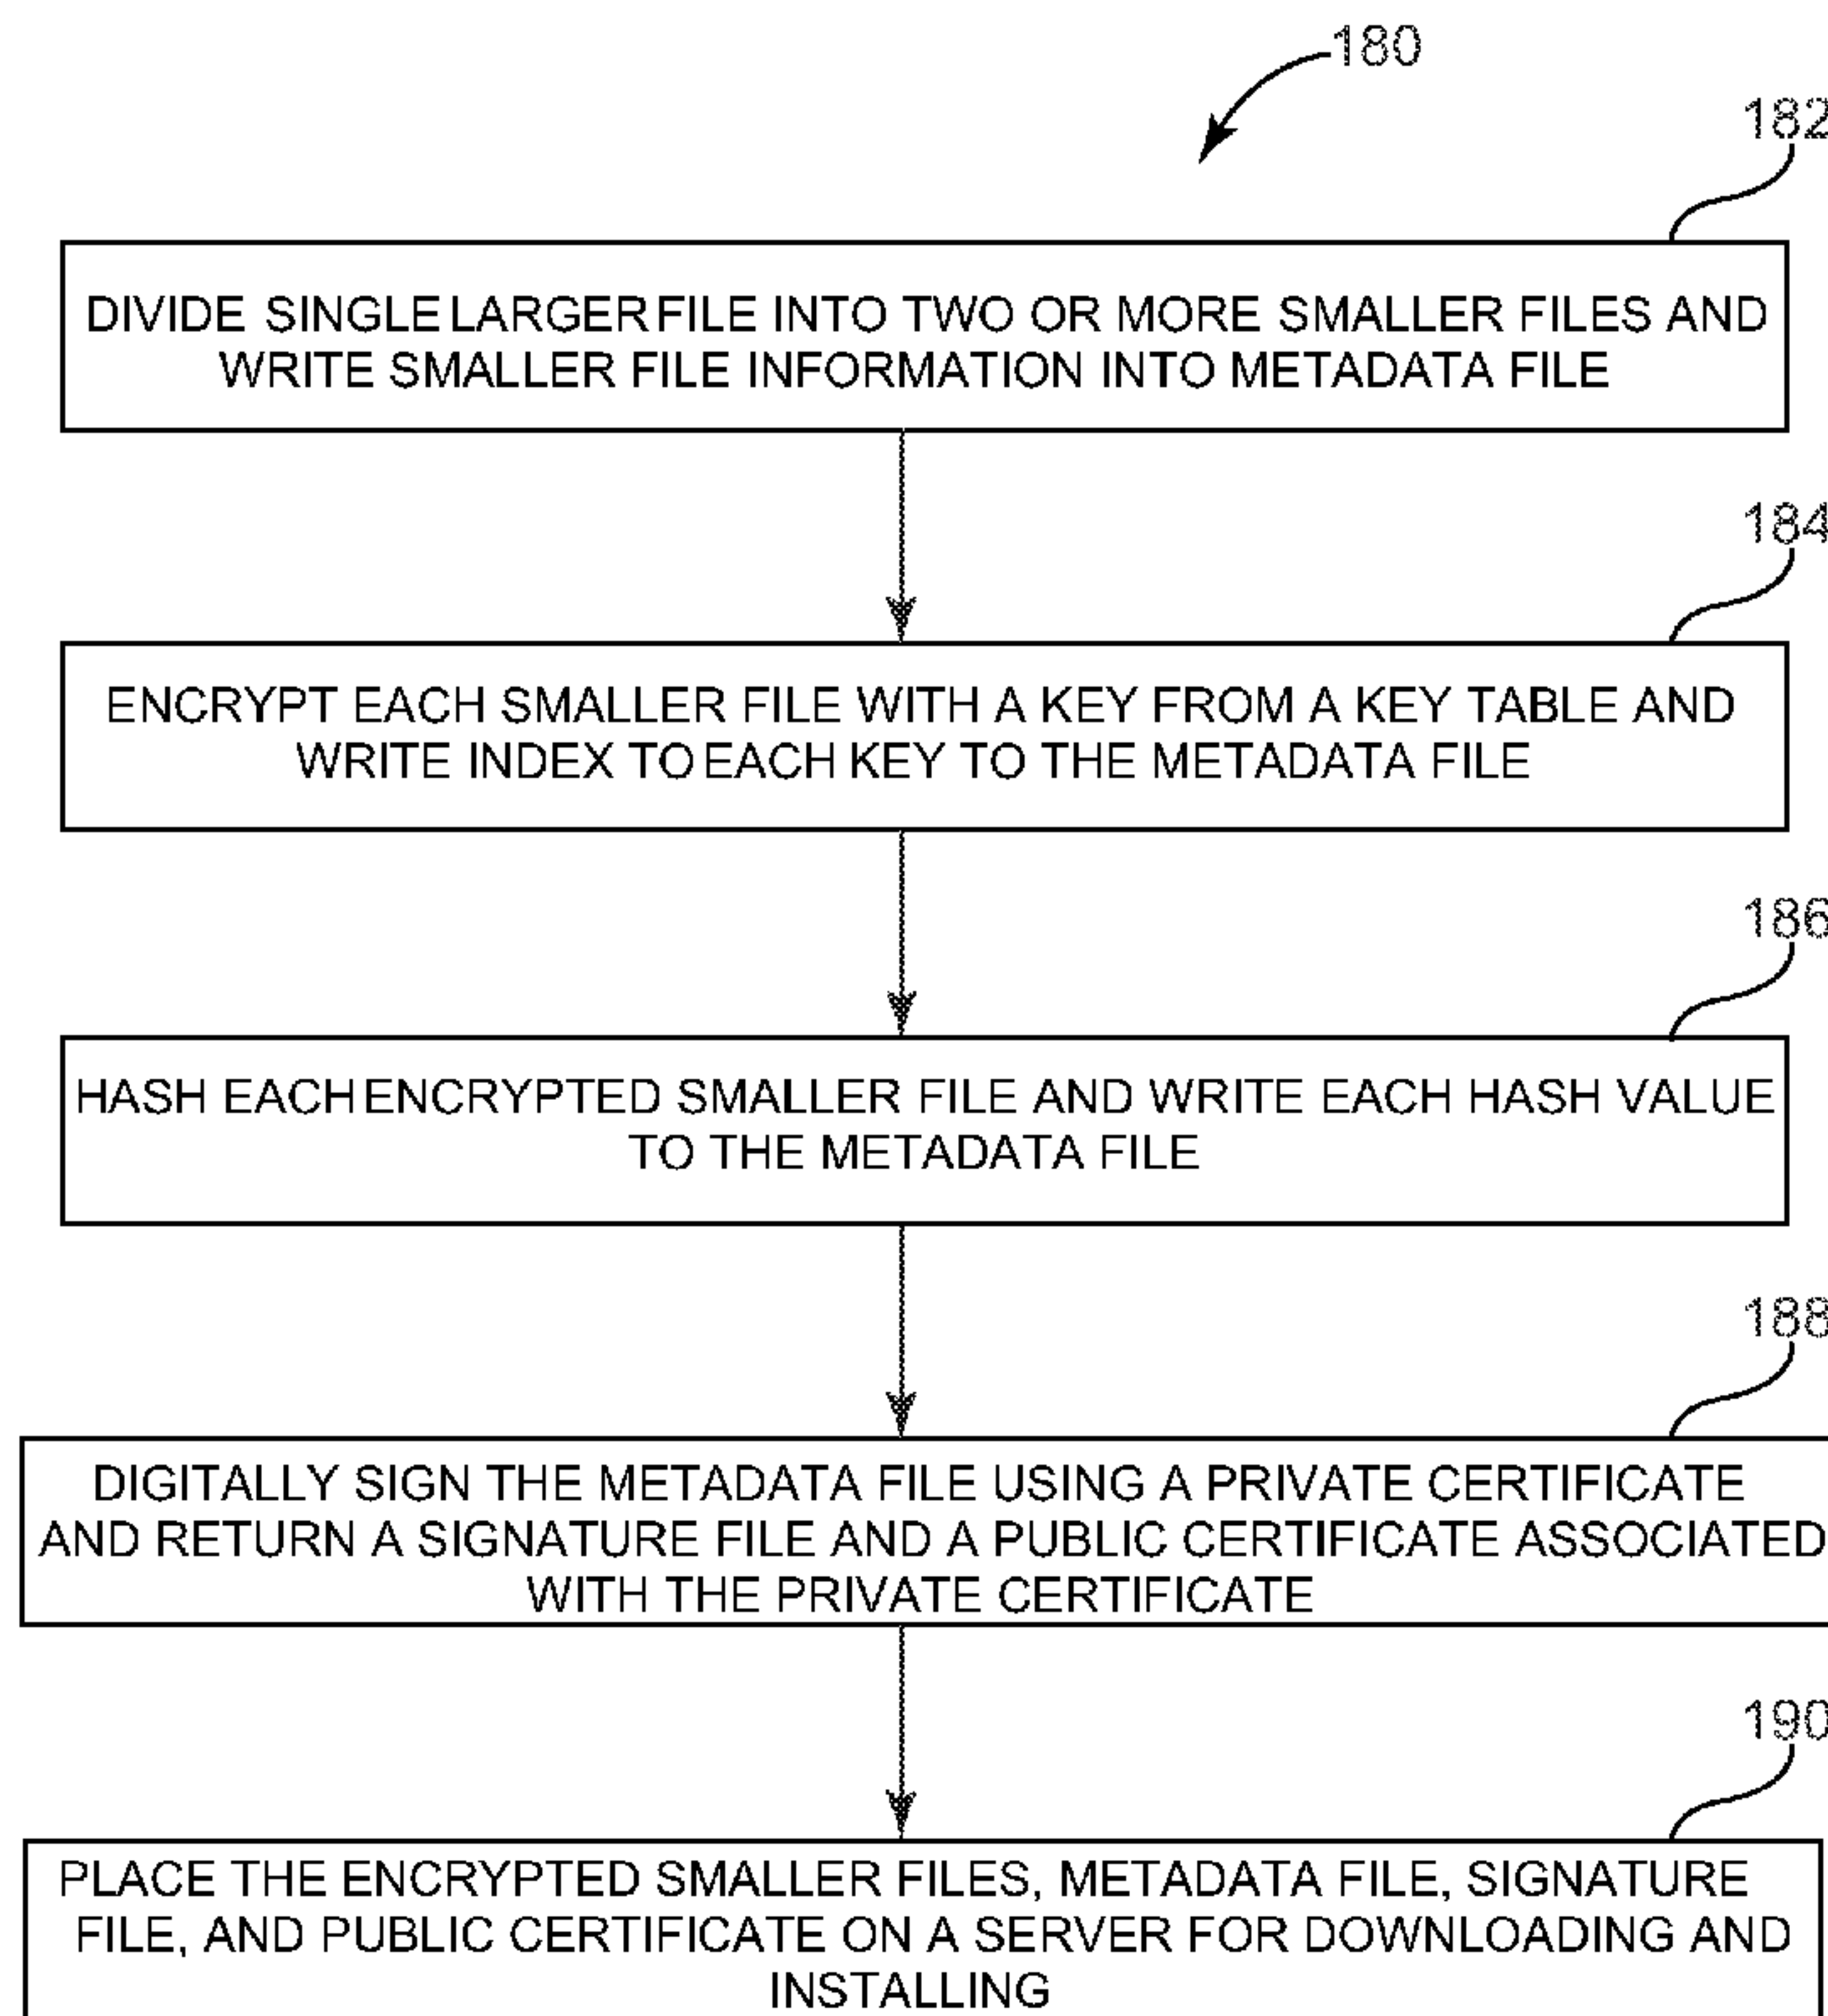 180
182
DIVIDE SINGLE LARGER FILE INTO TWO OR MORE SMALLER FILES AND
WRITE SMALLER FILE INFORMATION INTO METADATA FILE
184
ENCRYPT EACH SMALLER FILE WITH A KEY FROM A KEY TABLE AND
WRITE INDEX TO EACH KEY TO THE METADATA FILE
186
HASH EACH ENCRYPTED SMALLER FILE AND WRITE EACH HASH VALUE
TO THE METADATA FILE
188
DIGITALLY SIGN THE METADATA FILE USING A PRIVATE CERTIFICATE
AND RETURN A SIGNATURE FILE AND A PUBLIC CERTIFICATE ASSOCIATED
WITH THE PRIVATE CERTIFICATE
190
PLACE THE ENCRYPTED SMALLER FILES, METADATA FILE, SIGNATURE
FILE, AND PUBLIC CERTIFICATE ON A SERVER FOR DOWNLOADING AND
INSTALLING